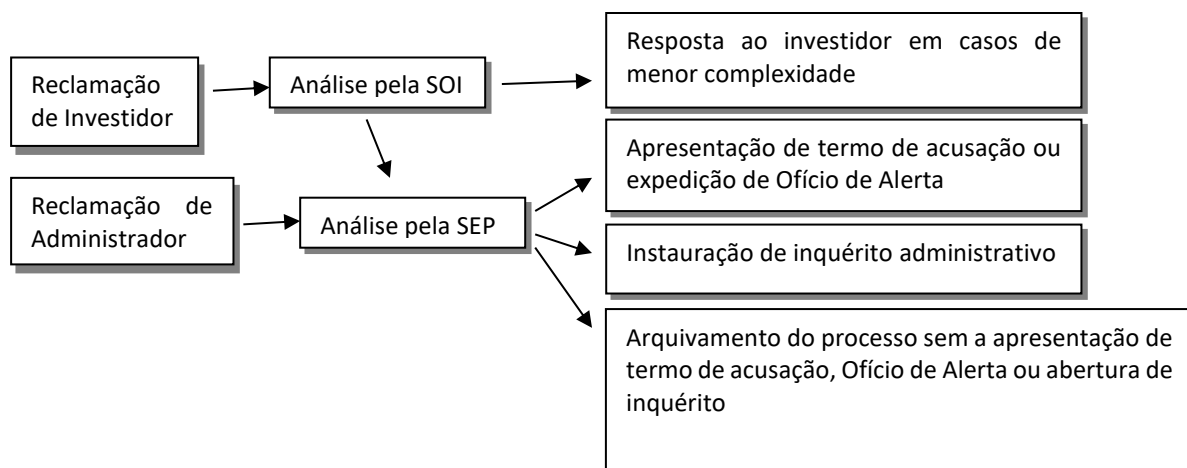 Reclamação
de Investidor
Análise pela SOI
Resposta ao investidor em casos de
menor complexidade
Reclamação de
Administrador
Análise pela SEP
Apresentação de termo de acusação ou
expedição de Ofício de Alerta
Instauração de inquérito administrativo
Arquivamento do processo sem a apresentação de
termo de acusação, Ofício de Alerta ou abertura de
inquérito